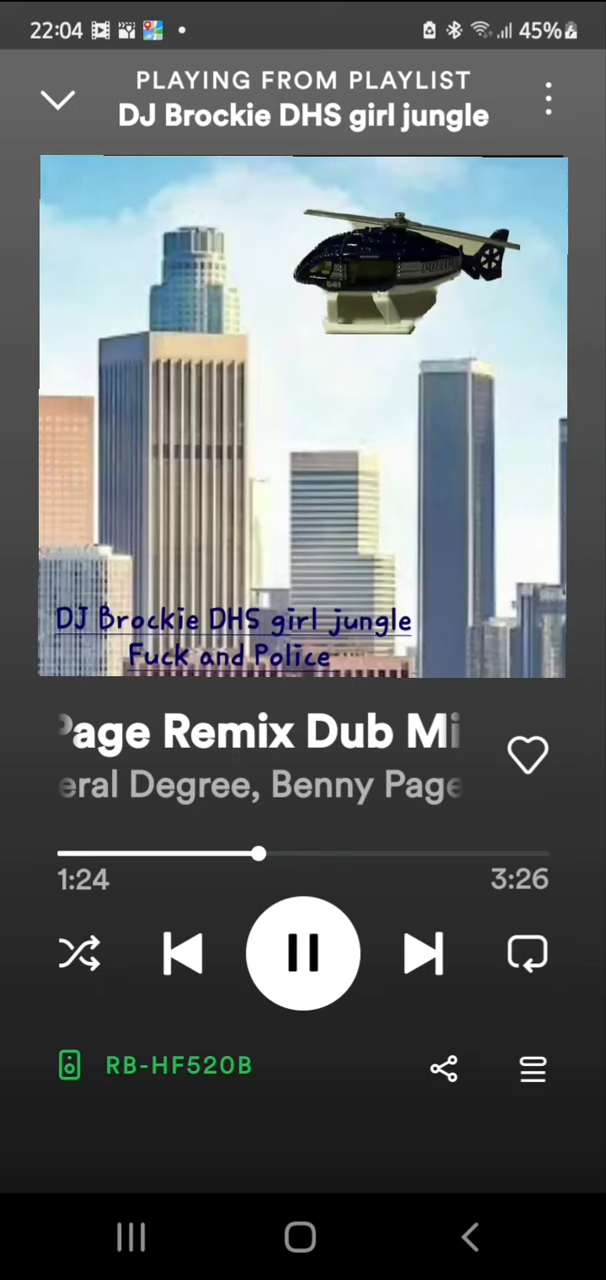 22:04
45%
PLAYING FROM PLAYLIST
DJ Brockie DHS girl jungle
DJ Brockie DHS girl jungle
Fuck and Police
Page Remix Dub Mi
eral Degree, Benny Page
1:24
3:26
RB-HF520B